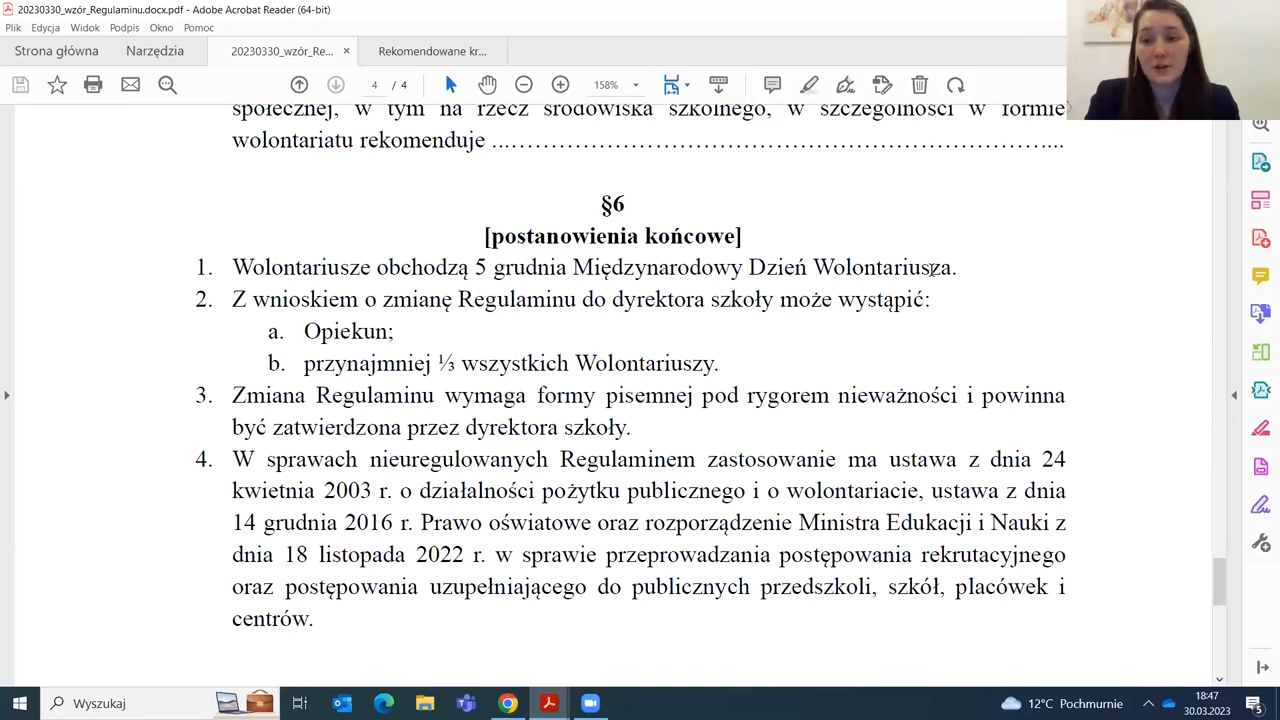 20230330_wzór_Regulaminu.docx.pdf - Adobe Acrobat Reader (64-bit)
Plik Edycja Widok Podpis Okno Pomoc
Strona główna Narzędzia 20230330_wzór_Re... × Rekomendowane kr...
4 / 4 158%
społecznej, w tym na rzecz środowiska szkolnego, w szczególności w formie
wolontariatu rekomenduje ...…………………………………………………………...
§6
[postanowienia końcowe]
1. Wolontariusze obchodzą 5 grudnia Międzynarodowy Dzień Wolontariusza.
2. Z wnioskiem o zmianę Regulaminu do dyrektora szkoły może wystąpić:
a. Opiekun;
b. przynajmniej ⅓ wszystkich Wolontariuszy.
3. Zmiana Regulaminu wymaga formy pisemnej pod rygorem nieważności i powinna
być zatwierdzona przez dyrektora szkoły.
4. W sprawach nieuregulowanych Regulaminem zastosowanie ma ustawa z dnia 24
kwietnia 2003 r. o działalności pożytku publicznego i o wolontariacie, ustawa z dnia
14 grudnia 2016 r. Prawo oświatowe oraz rozporządzenie Ministra Edukacji i Nauki z
dnia 18 listopada 2022 r. w sprawie przeprowadzania postępowania rekrutacyjnego
oraz postępowania uzupełniającego do publicznych przedszkoli, szkół, placówek i
centrów.
Wyszukaj
12°C Pochmurnie
18:47
30.03.2023
5